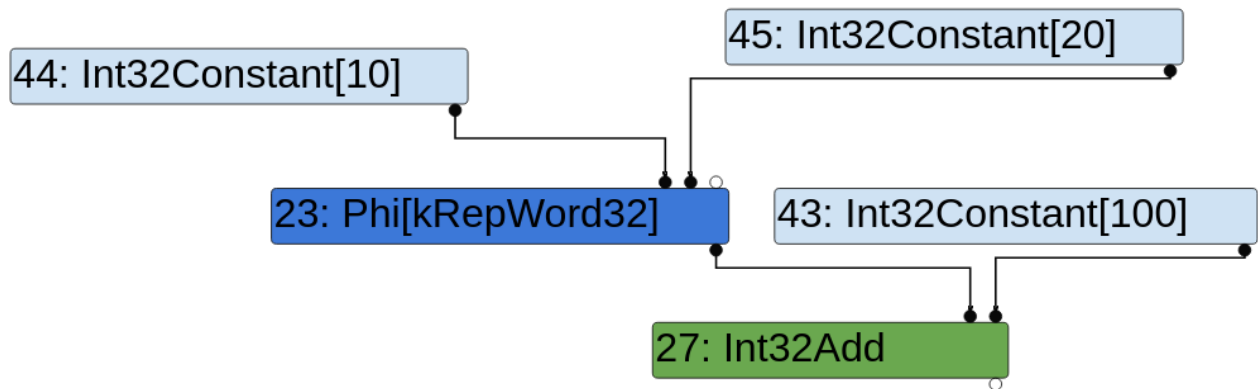 45: Int32Constant[20]
44: Int32Constant[10]
23: Phi[kRepWord32]
43: Int32Constant[100]
27: Int32Add